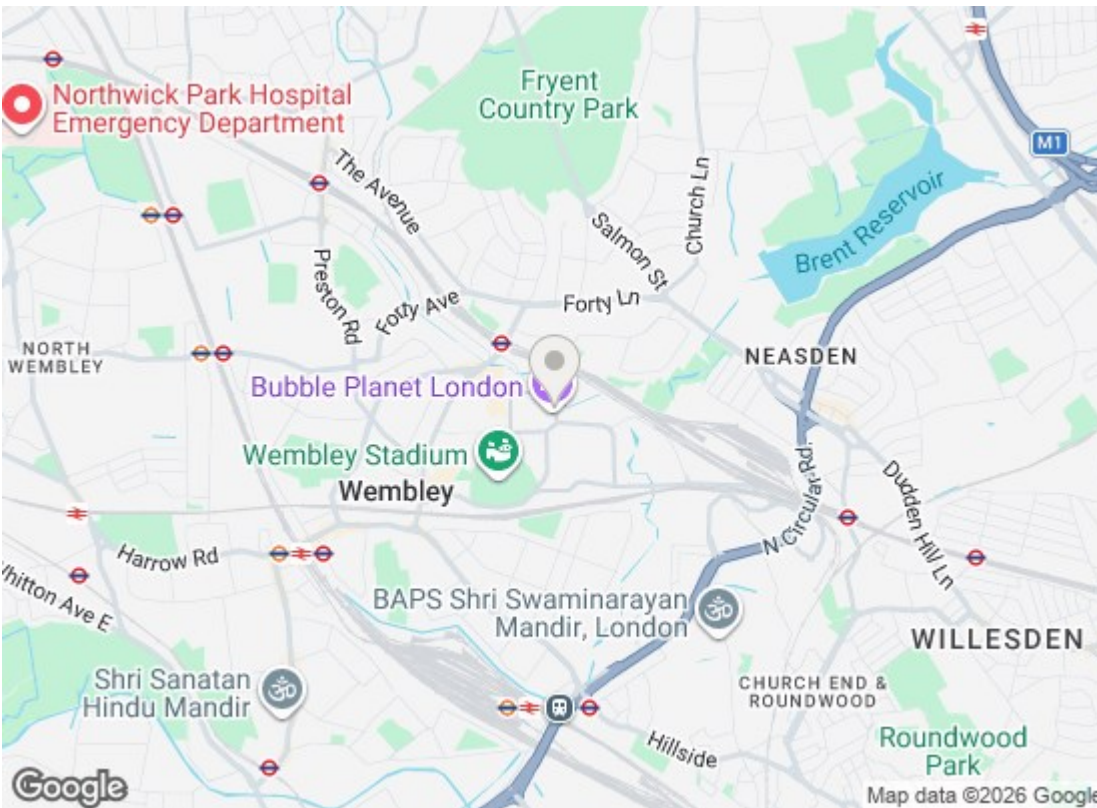 Fryent
Country Park
Northwick Park Hospital
Emergency Department
M1
The Avenue
Church Ln
Brent Reservoir
Salmon St
Preston Rd
Forty Ave
Forty Ln
NORTH
WEMBLEY
NEASDEN
Bubble Planet London
Wembley Stadium
Wembley
Dudden Hill Ln
N Circular Rd
Harrow Rd
Whitton Ave E
BAPS Shri Swaminarayan
Mandir, London
WILLESDEN
Shri Sanatan
Hindu Mandir
CHURCH END &
ROUNDWOOD
Hillside
Roundwood
Park
Google
Map data ©2026 Google